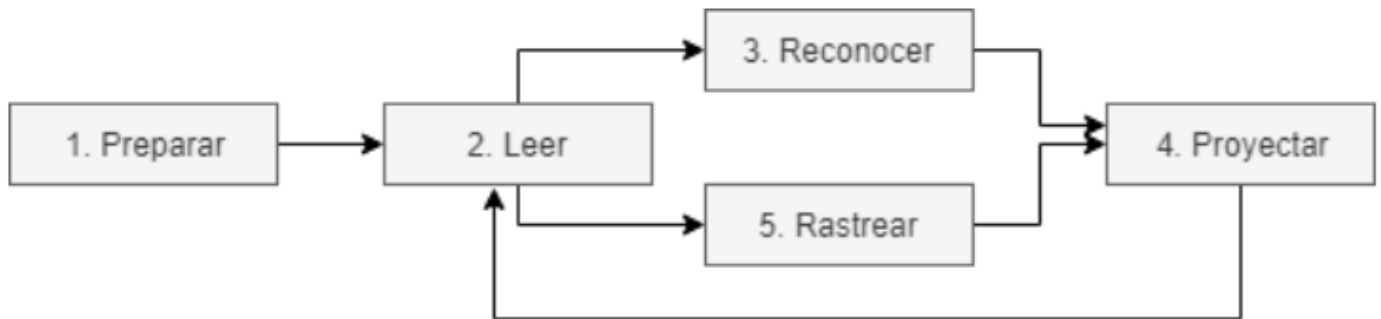 3. Reconocer
1. Preparar
2. Leer
4. Proyectar
5. Rastrear